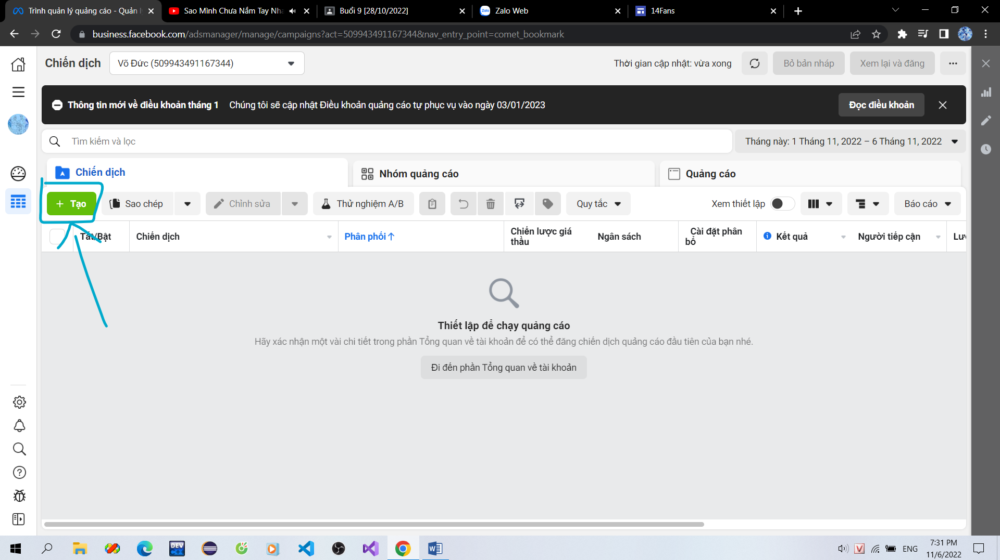 Trình quản lý quảng cáo - Quản l
Sao Mình Chưa Nắm Tay Nha
Buổi 9 [28/10/2022]
Zalo Web
14Fans
business.facebook.com/adsmanager/manage/campaigns?act=509943491167344&nav_entry_point=comet_bookmark
Chiến dịch
Võ Đức (509943491167344)
Thời gian cập nhật: vừa xong
Bỏ bản nháp
Xem lại và đăng
Thông tin mới về điều khoản tháng 1
Chúng tôi sẽ cập nhật Điều khoản quảng cáo tự phục vụ vào ngày 03/01/2023
Đọc điều khoản
Tìm kiếm và lọc
Tháng này: 1 Tháng 11, 2022 – 6 Tháng 11, 2022
Chiến dịch
Nhóm quảng cáo
Quảng cáo
+ Tạo
Sao chép
Chỉnh sửa
Thử nghiệm A/B
Quy tắc
Xem thiết lập
Báo cáo
Tắt/Bật
Chiến dịch
Phân phối↑
Chiến lược giá
thầu
Ngân sách
Cài đặt phân
bổ
Kết quả
Người tiếp cận
Lư
Thiết lập để chạy quảng cáo
Hãy xác nhận một vài chi tiết trong phần Tổng quan về tài khoản để có thể đăng chiến dịch quảng cáo đầu tiên của bạn nhé.
Đi đến phần Tổng quan về tài khoản
DEV
C++
ENG
7:31 PM
11/6/2022